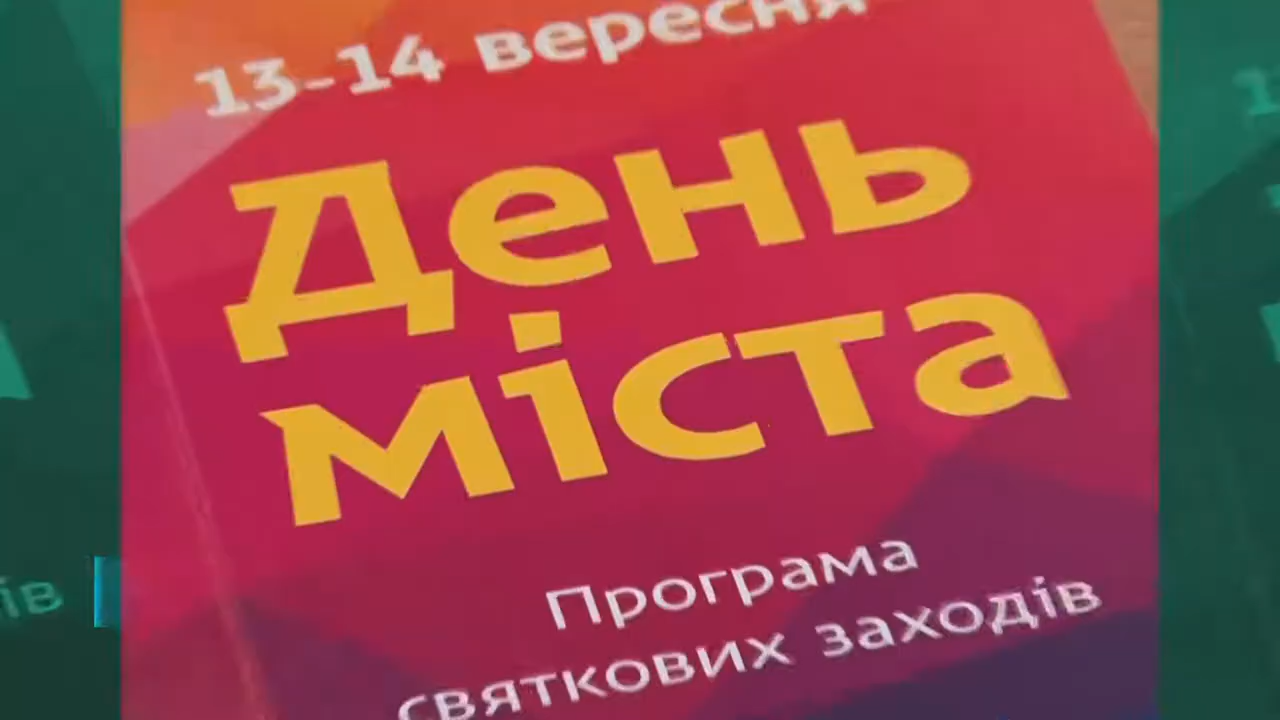 13-14 вересня
День
міста
Програма
святкових заходів